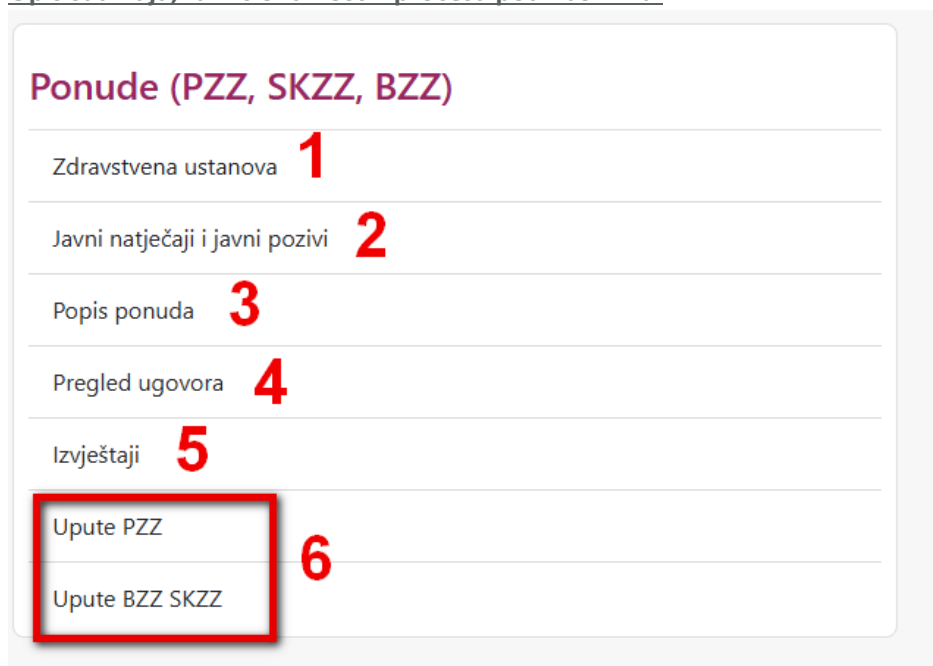 Ponude (PZZ, SKZZ, BZZ)
Zdravstvena ustanova 1
Javni natječaji i javni pozivi 2
Popis ponuda 3
Pregled ugovora 4
Izvještaji 5
Upute PZZ
6
Upute BZZ SKZZ